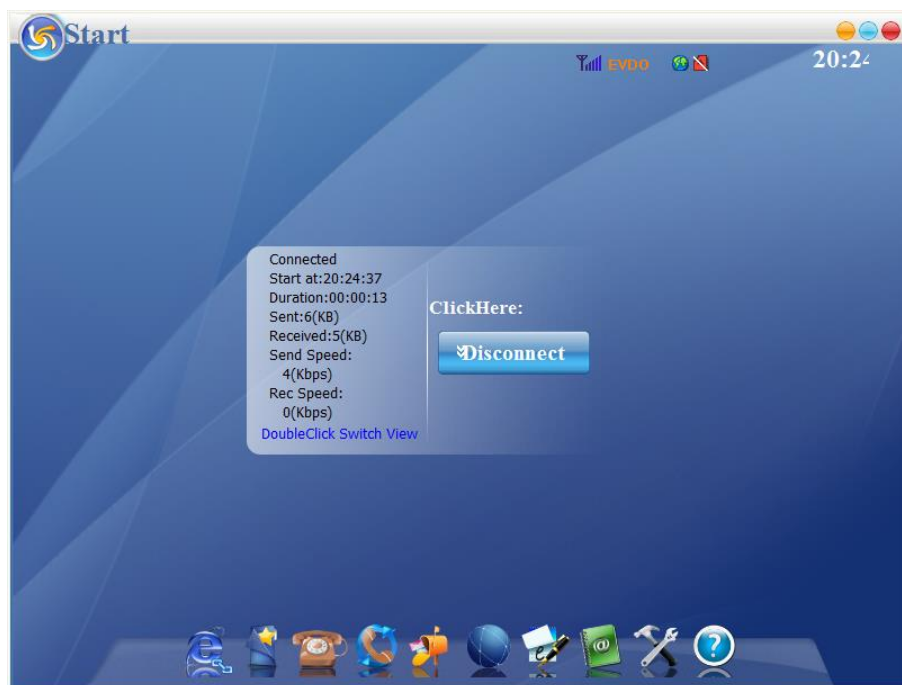 Start
EVDO
20:24
Connected
Start at:20:24:37
Duration:00:00:13
Sent:6(KB)
Received:5(KB)
Send Speed:
4(Kbps)
Rec Speed:
0(Kbps)
DoubleClick Switch View
ClickHere:
Disconnect